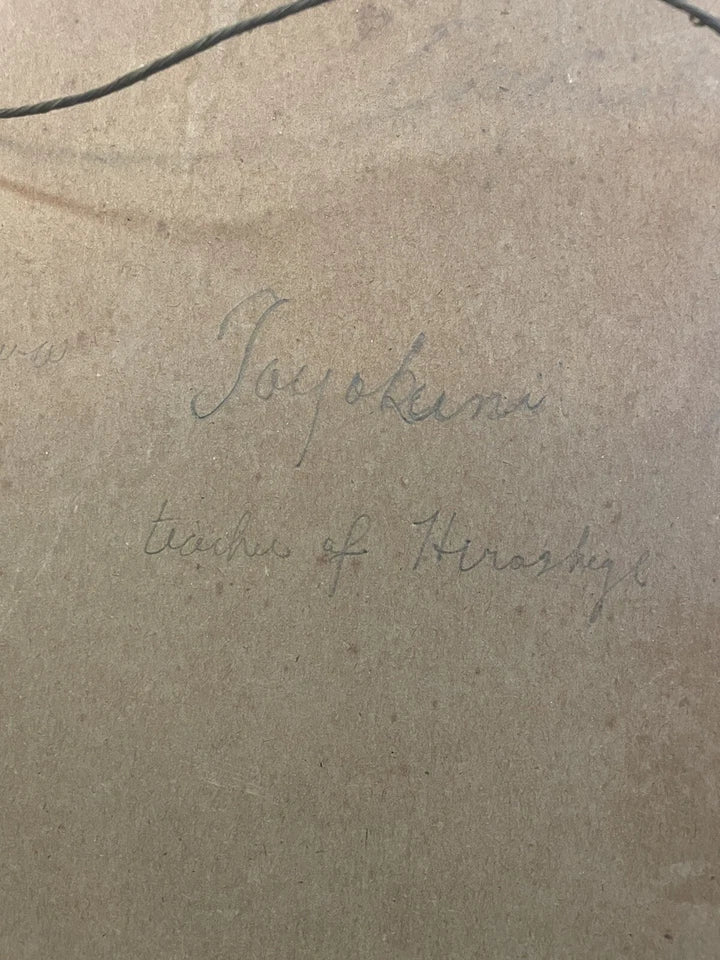 Toyokuni
teacher of Hiroshige